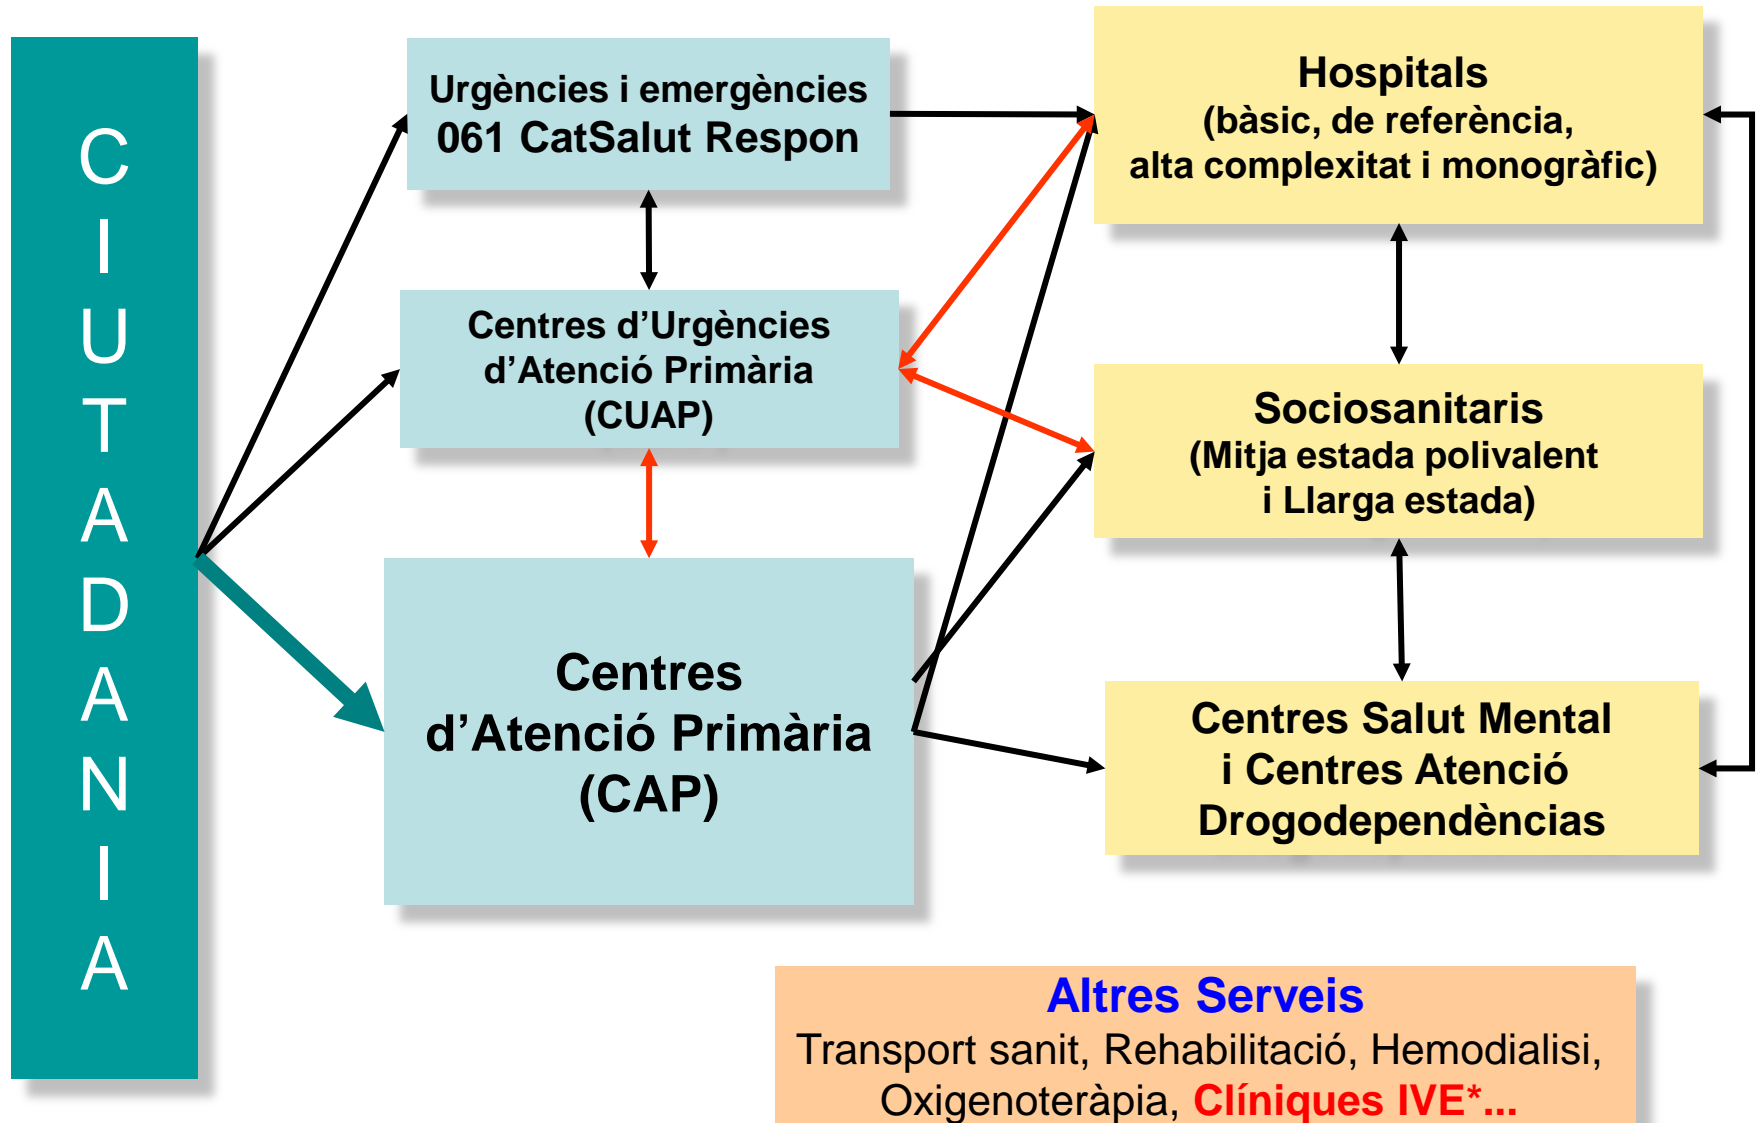 CIUTADANIA
Urgències i emergències
061 CatSalut Respon
Centres d’Urgències
d’Atenció Primària
(CUAP)
Centres
d’Atenció Primària
(CAP)
Hospitals
(bàsic, de referència,
alta complexitat i monogràfic)
Sociosanitaris
(Mitja estada polivalent
i Llarga estada)
Centres Salut Mental
i Centres Atenció
Drogodependències
Altres Serveis
Transport sanit, Rehabilitació, Hemodialisi,
Oxigenoteràpia, Clíniques IVE*...